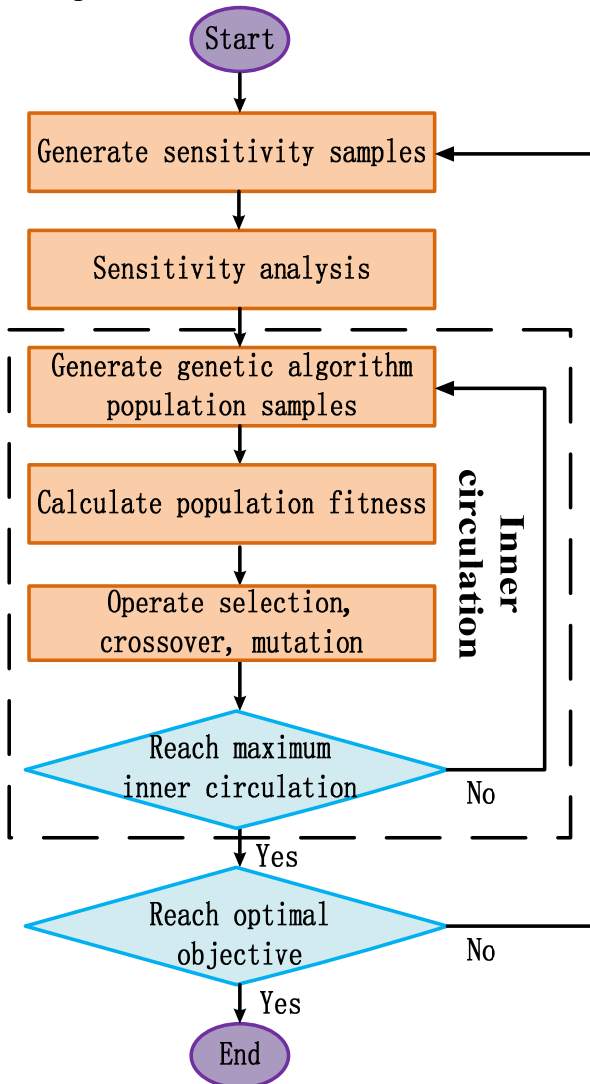 Start
Generate sensitivity samples
Sensitivity analysis
Generate genetic algorithm
population samples
Calculate population fitness
Inner
circulation
Operate selection,
crossover, mutation
Reach maximum
inner circulation
No
Yes
Reach optimal
objective
No
Yes
End